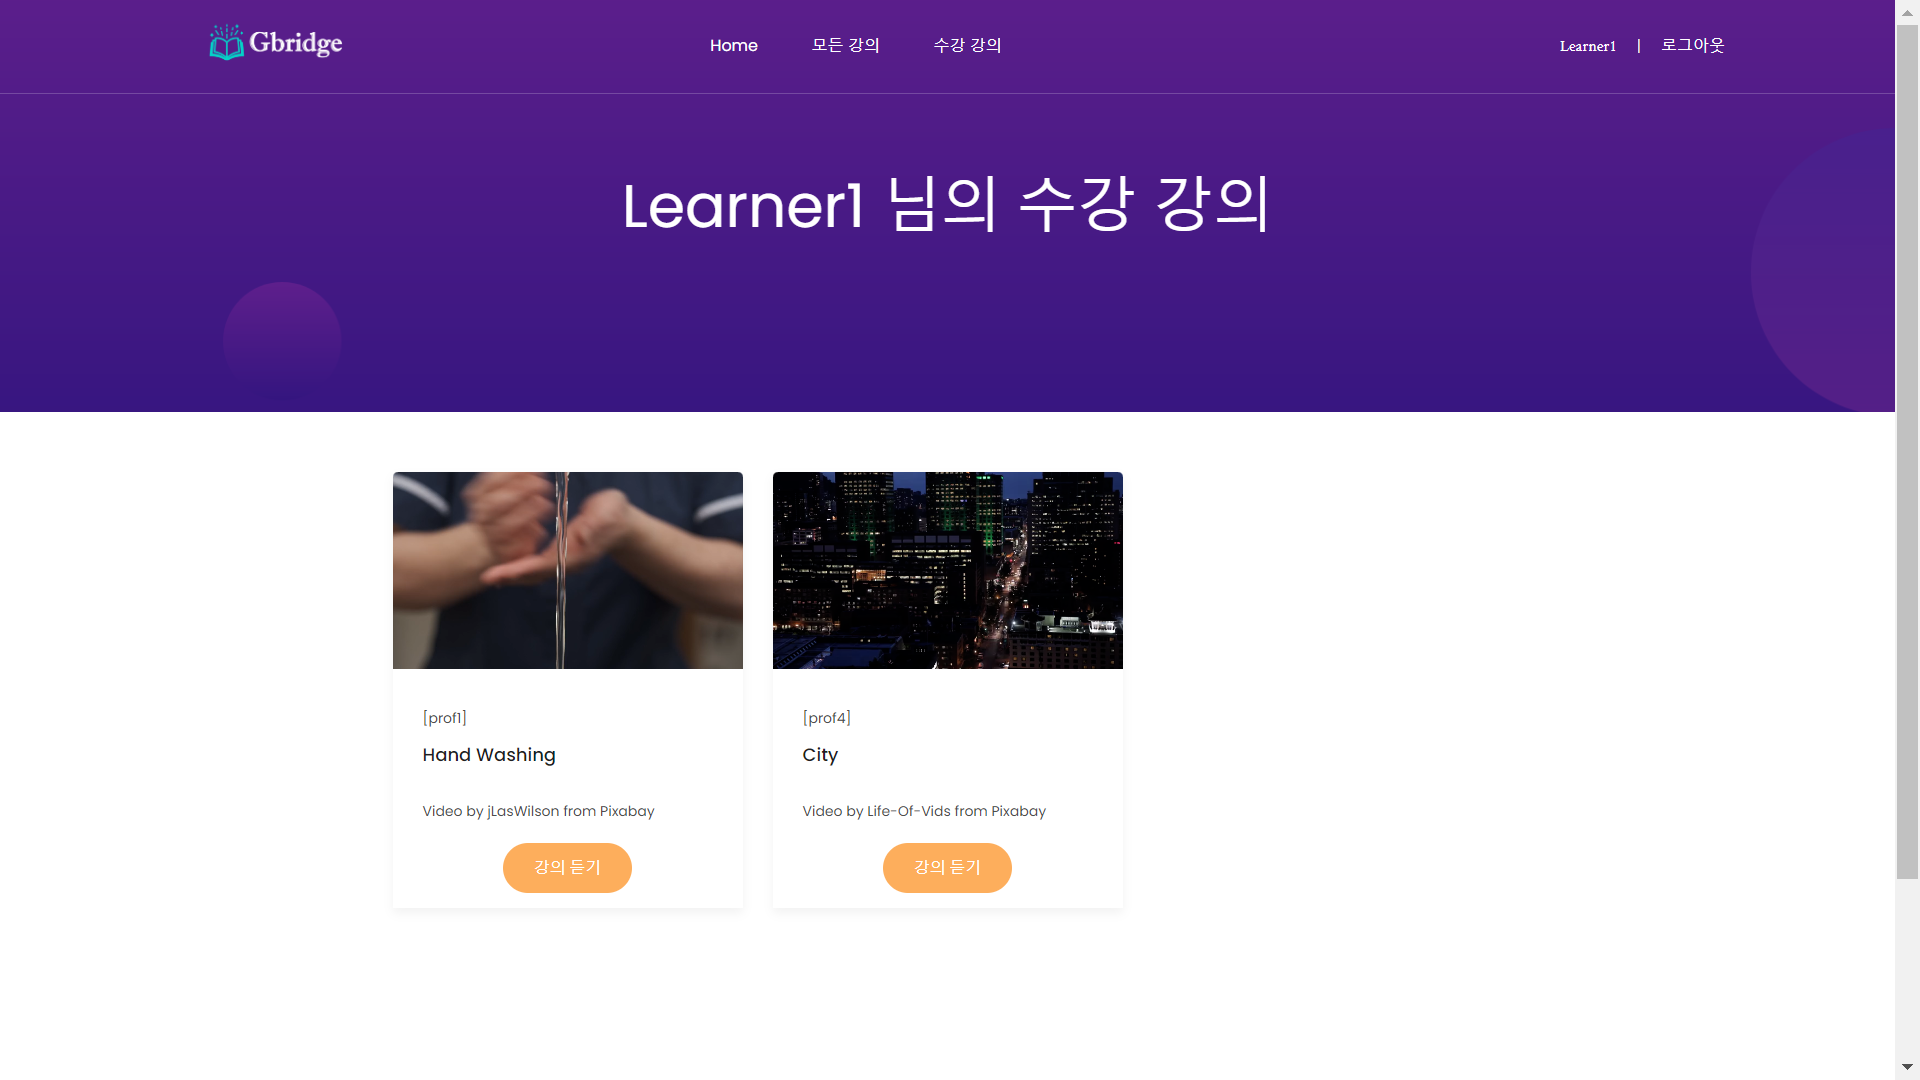 Gbridge
Home 모든 강의 수강 강의
Learner1 | 로그아웃
Learner1 님의 수강 강의
[prof1]
Hand Washing
Video by jLasWilson from Pixabay
강의 듣기
[prof4]
City
Video by Life-Of-Vids from Pixabay
강의 듣기